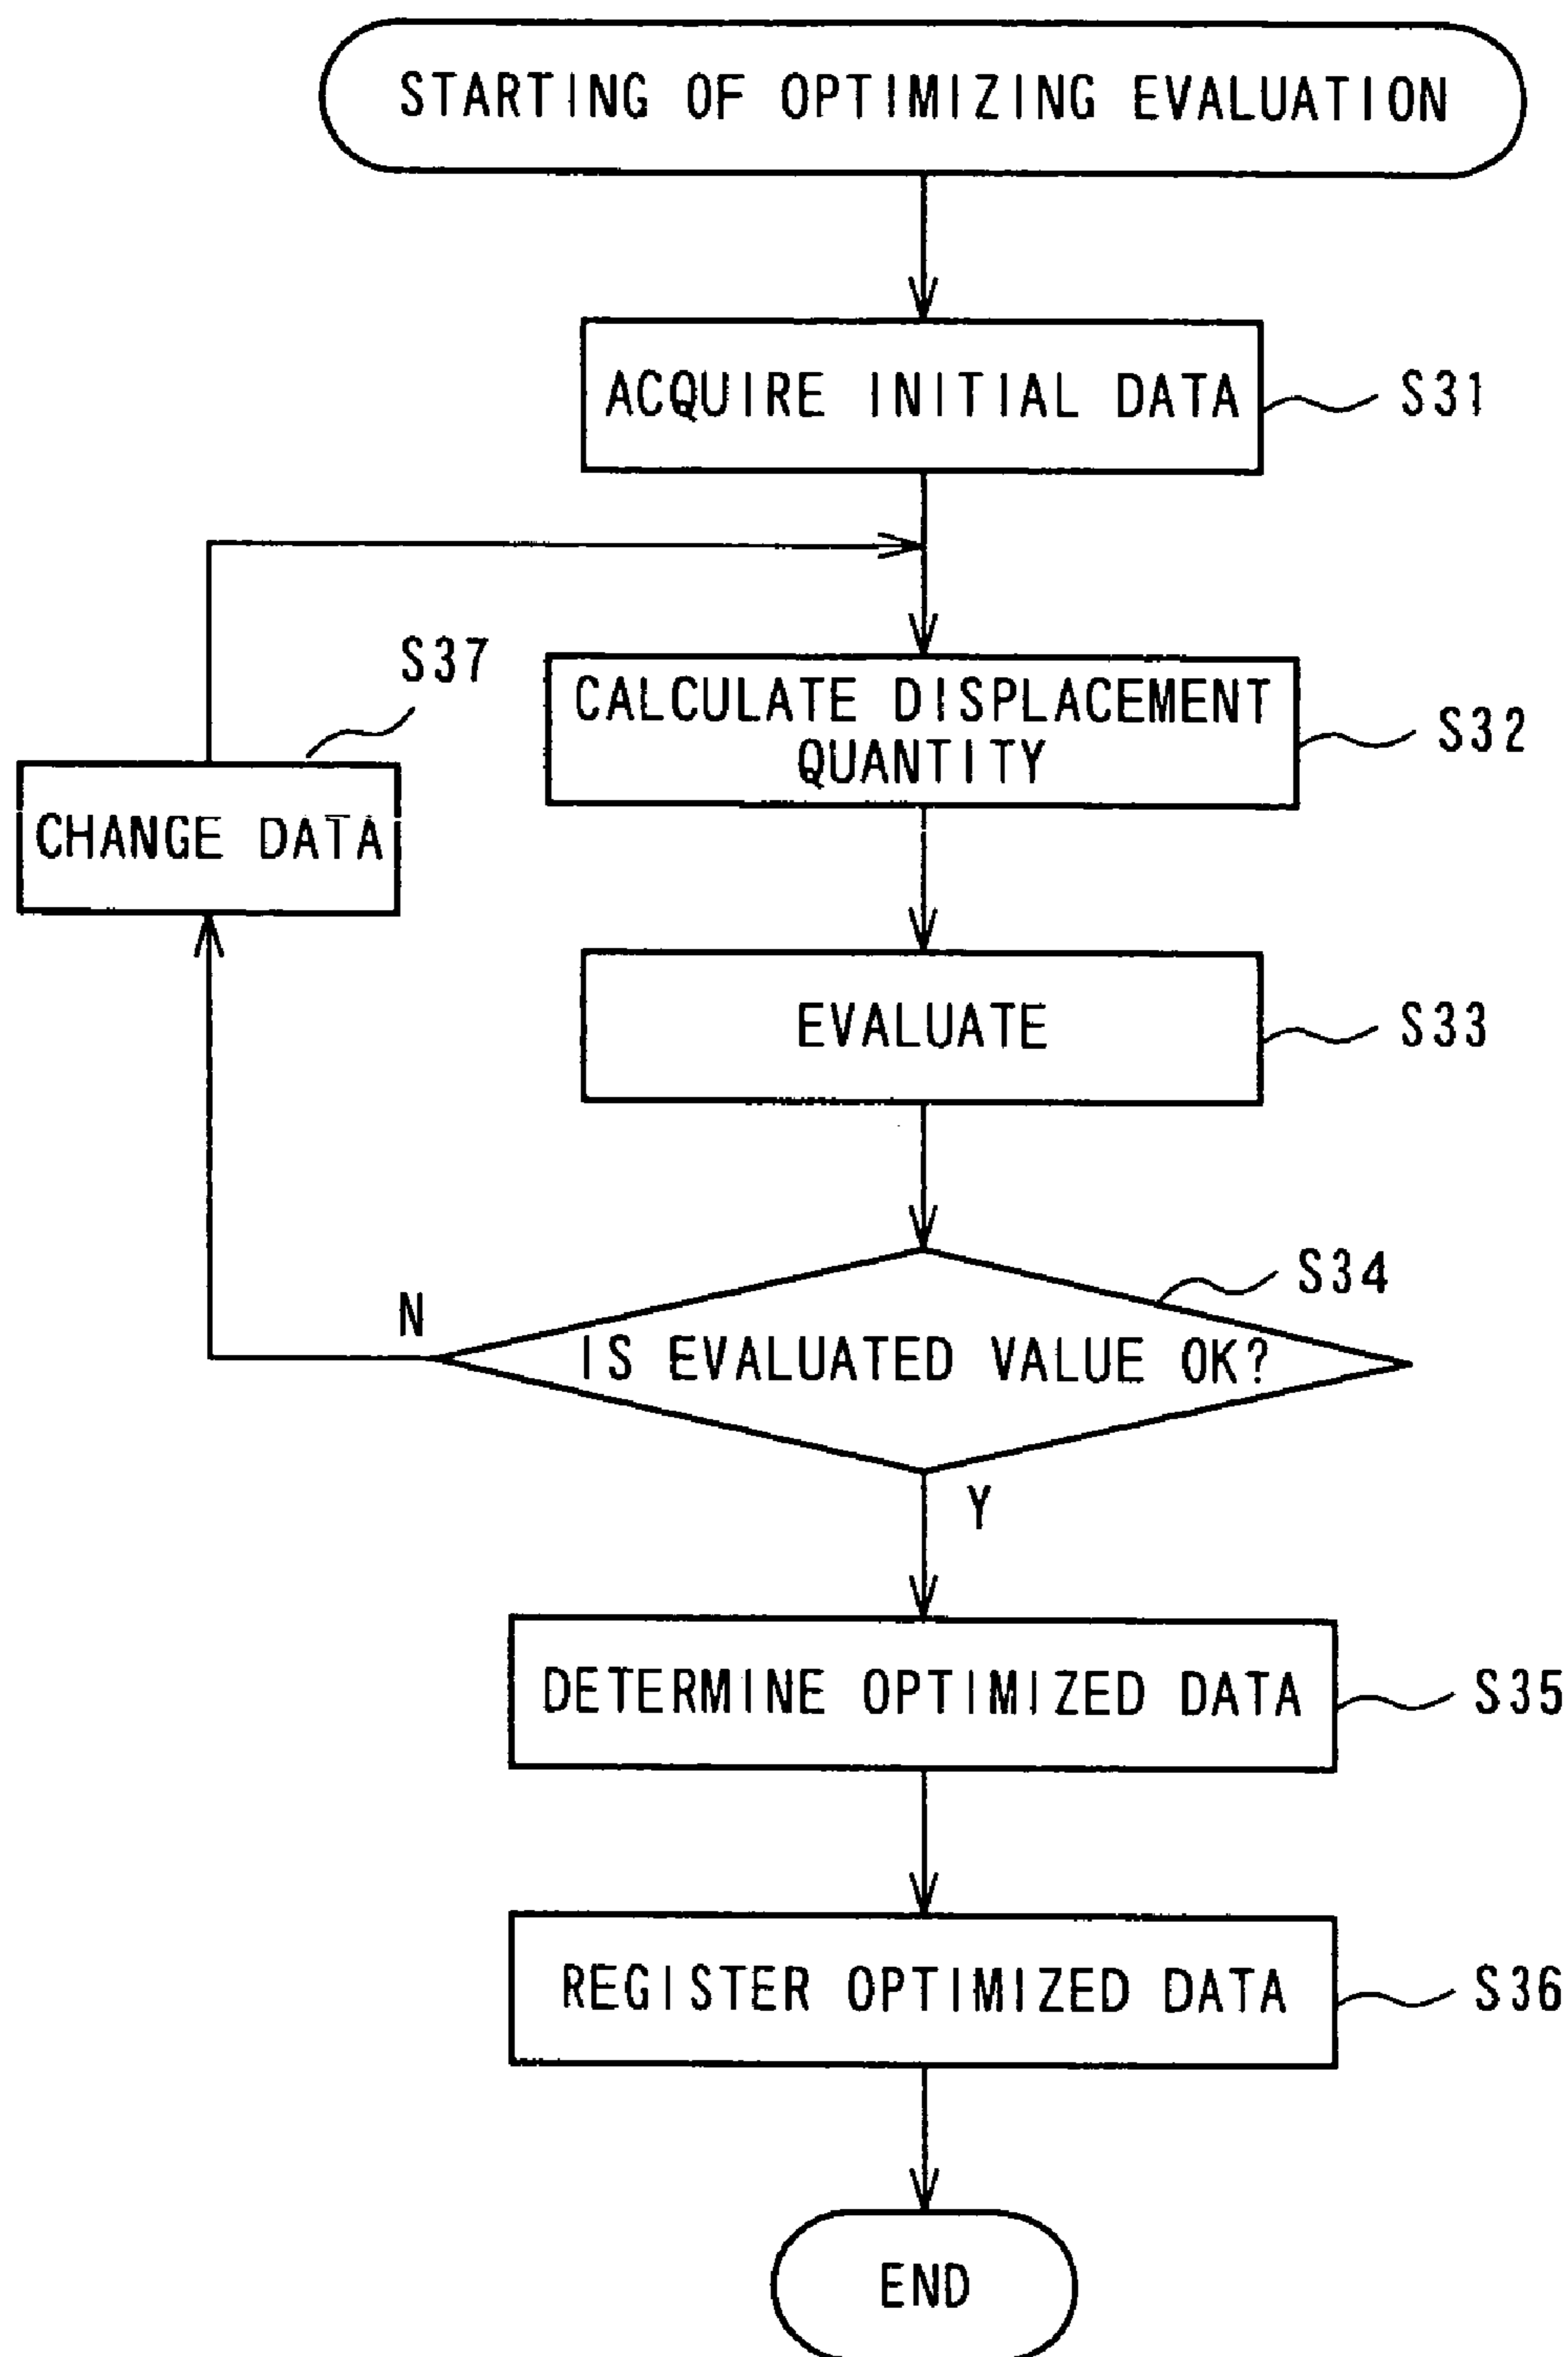 STARTING OF OPTIMIZING EVALUATION
ACQUIRE INITIAL DATA
S31
S37
CALCULATE DISPLACEMENT
QUANTITY
S32
CHANGE DATA
EVALUATE
S33
S34
N
IS EVALUATED VALUE OK?
Y
DETERMINE OPTIMIZED DATA
S35
REGISTER OPTIMIZED DATA
S36
END